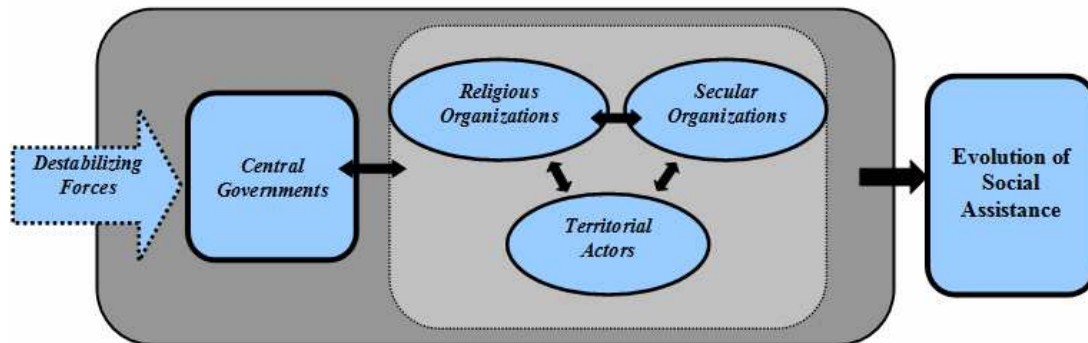 Destabilizing
Forces
Central
Governments
Religious
Organizations
Secular
Organizations
Territorial
Actors
Evolution of
Social
Assistance